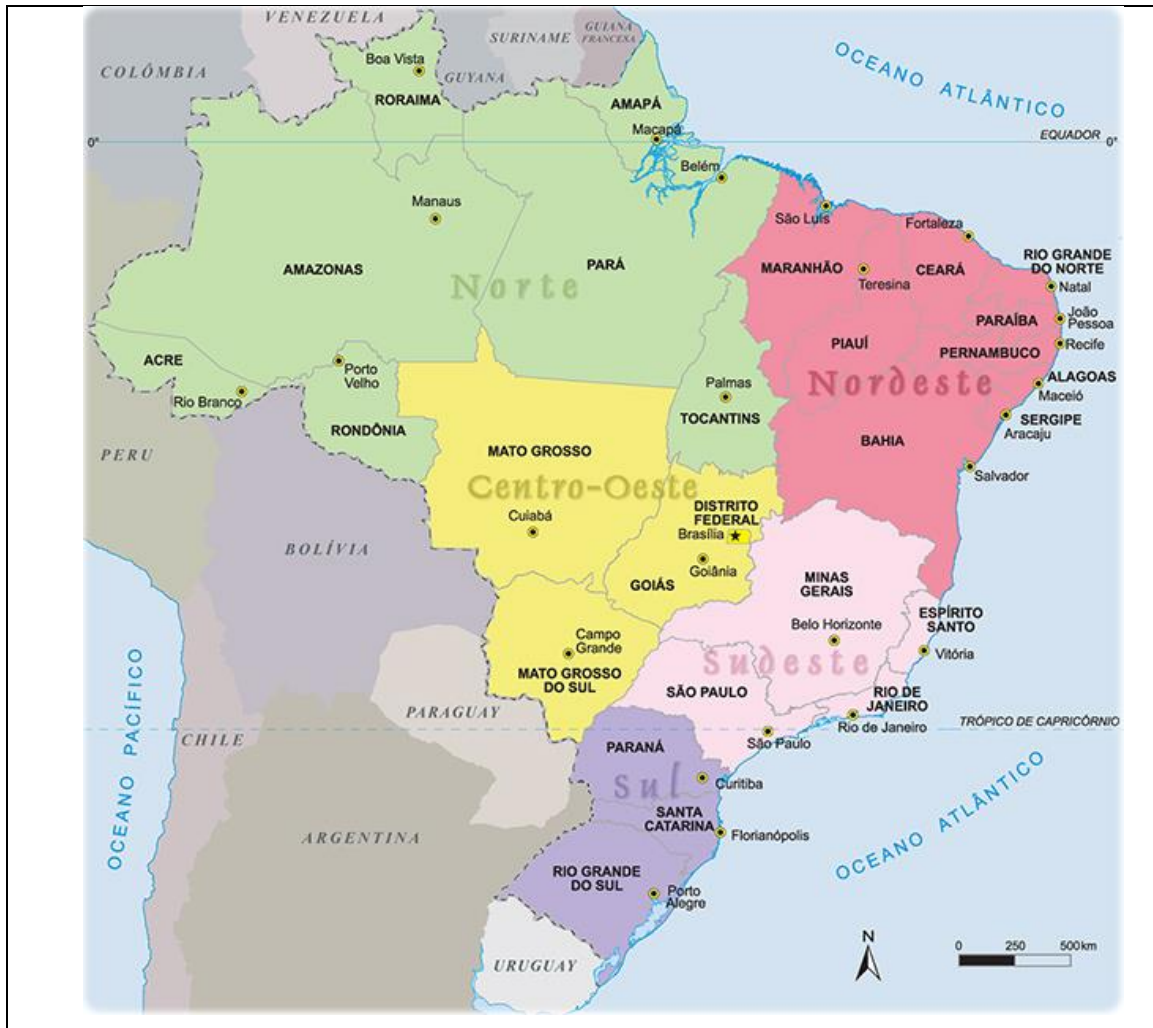 VENEZUELA
COLÔMBIA
GUYANA
SURINAME
GUIANA
FRANCESA
OCEANO ATLÂNTICO
Boa Vista
RORAIMA
AMAPÁ
Macapá
EQUADOR
0°
0°
Belém
Manaus
AMAZONAS
PARÁ
Norte
São Luís
Fortaleza
MARANHÃO
Teresina
CEARÁ
RIO GRANDE
DO NORTE
Natal
PARAÍBA
João
Pessoa
PIAUÍ
PERNAMBUCO
Recife
Nordeste
ALAGOAS
Maceió
SERGIPE
Aracaju
BAHIA
Salvador
ACRE
Rio Branco
Porto
Velho
RONDÔNIA
Palmas
TOCANTINS
PERU
BOLÍVIA
MATO GROSSO
Centro-Oeste
Cuiabá
DISTRITO
FEDERAL
Brasília
Goiânia
GOIÁS
MINAS
GERAIS
Belo Horizonte
ESPÍRITO
SANTO
Vitória
Campo
Grande
MATO GROSSO
DO SUL
Sudeste
SÃO PAULO
São Paulo
RIO DE
JANEIRO
Rio de Janeiro
TRÓPICO DE CAPRICÓRNIO
PARAGUAY
CHILE
OCEANO PACÍFICO
PARANÁ
Sul
Curitiba
SANTA
CATARINA
Florianópolis
ARGENTINA
RIO GRANDE
DO SUL
Porto
Alegre
URUGUAY
OCEANO ATLÂNTICO
N
0 250 500km